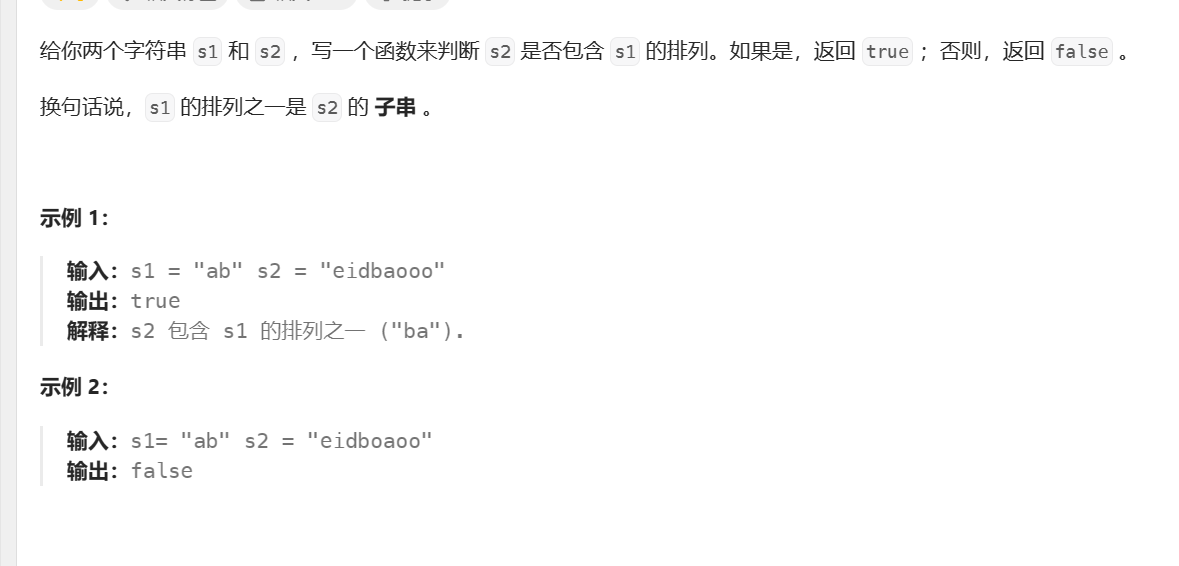 给你两个字符串 s1 和 s2 ，写一个函数来判断 s2 是否包含 s1 的排列。如果是，返回 true ；否则，返回 false 。
换句话说，s1 的排列之一是 s2 的 子串 。
示例 1：
输入：s1 = "ab" s2 = "eidbaooo"
输出：true
解释：s2 包含 s1 的排列之一 ("ba").
示例 2：
输入：s1= "ab" s2 = "eidboaoo"
输出：false